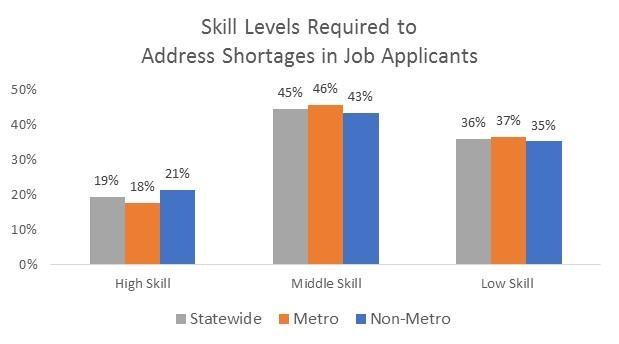 Skill Levels Required to
Address Shortages in Job Applicants
50%
40%
30%
20%
10%
0%
19%
18%
21%
45%
46%
43%
36%
37%
35%
High Skill
Middle Skill
Low Skill
Statewide
Metro
Non-Metro